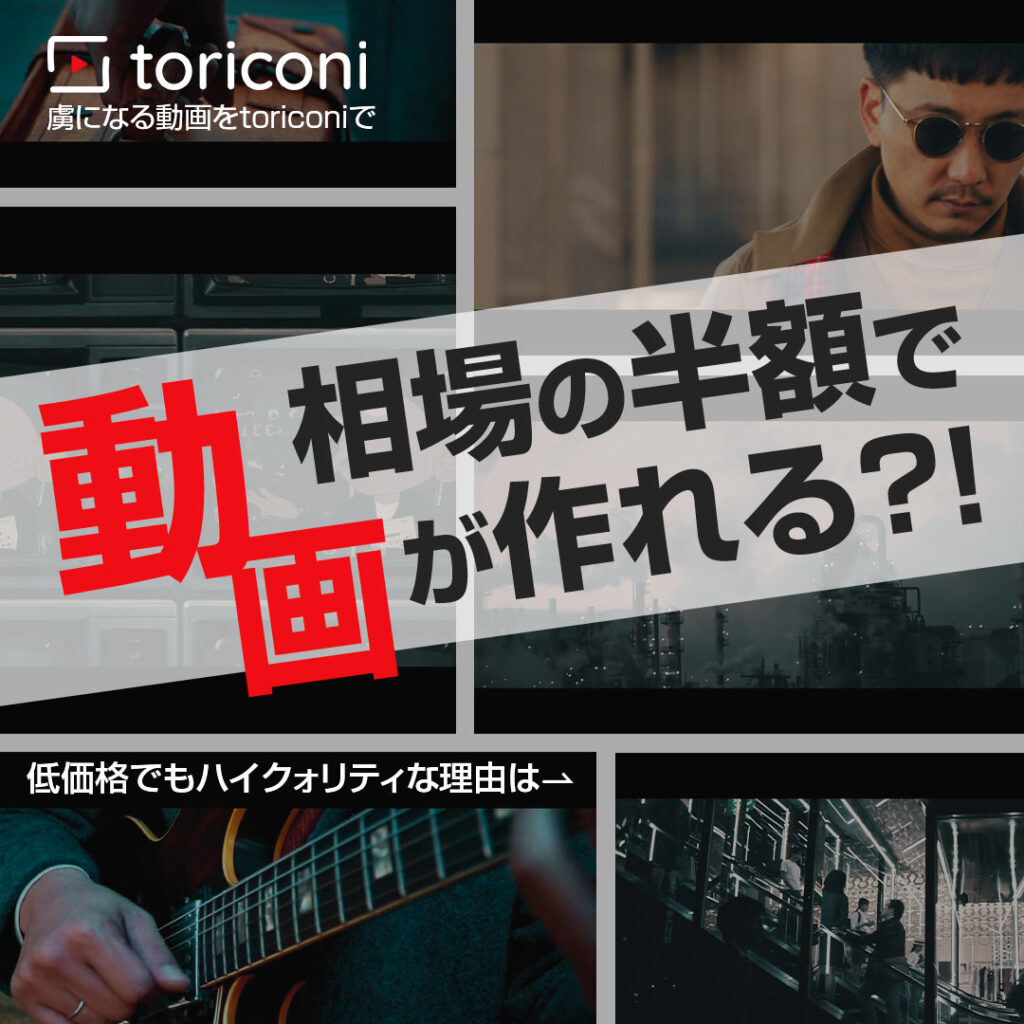 toriconi
虜になる動画をtoriconiで
相場の半額で
動画が作れる?!
低価格でもハイクォリティな理由は→